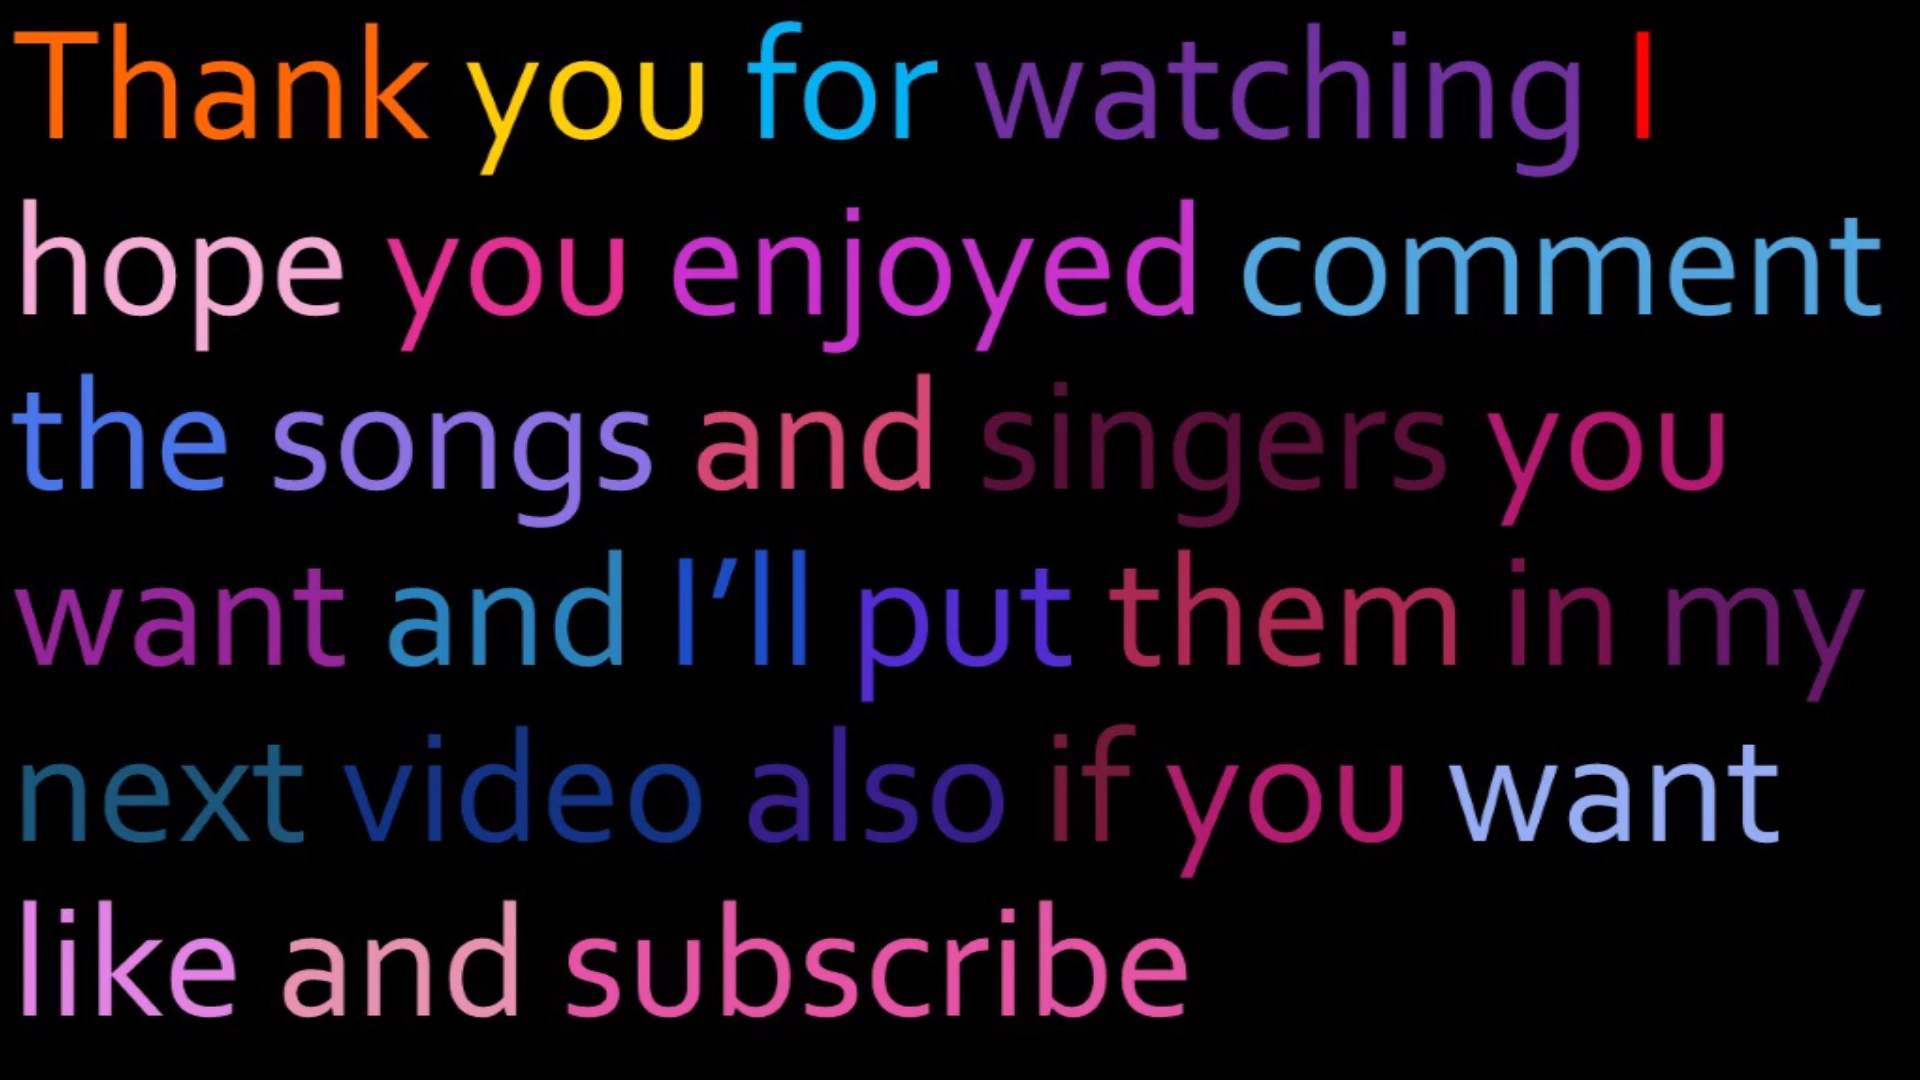 Thank you for watching I
hope you enjoyed comment
the songs and singers you
want and I’ll put them in my
next video also if you want
like and subscribe